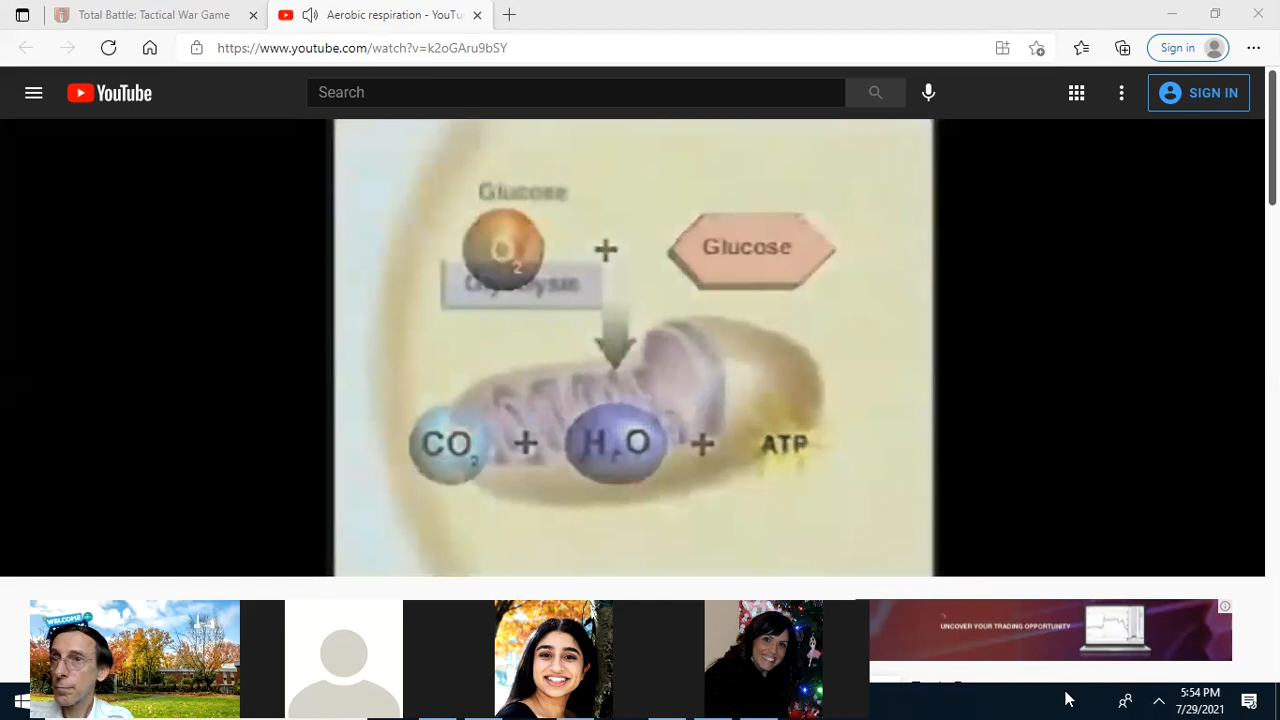 Total Battle: Tactical War Game
Aerobic respiration - YouTu
https://www.youtube.com/watch?v=k2oGAru9bSY
Sign in
YouTube
Search
SIGN IN
Glucose
O2
+
Glucose
CO2 + H2O + ATP
WELCOME
UNCOVER YOUR TRADING OPPORTUNITY
5:54 PM
7/29/2021